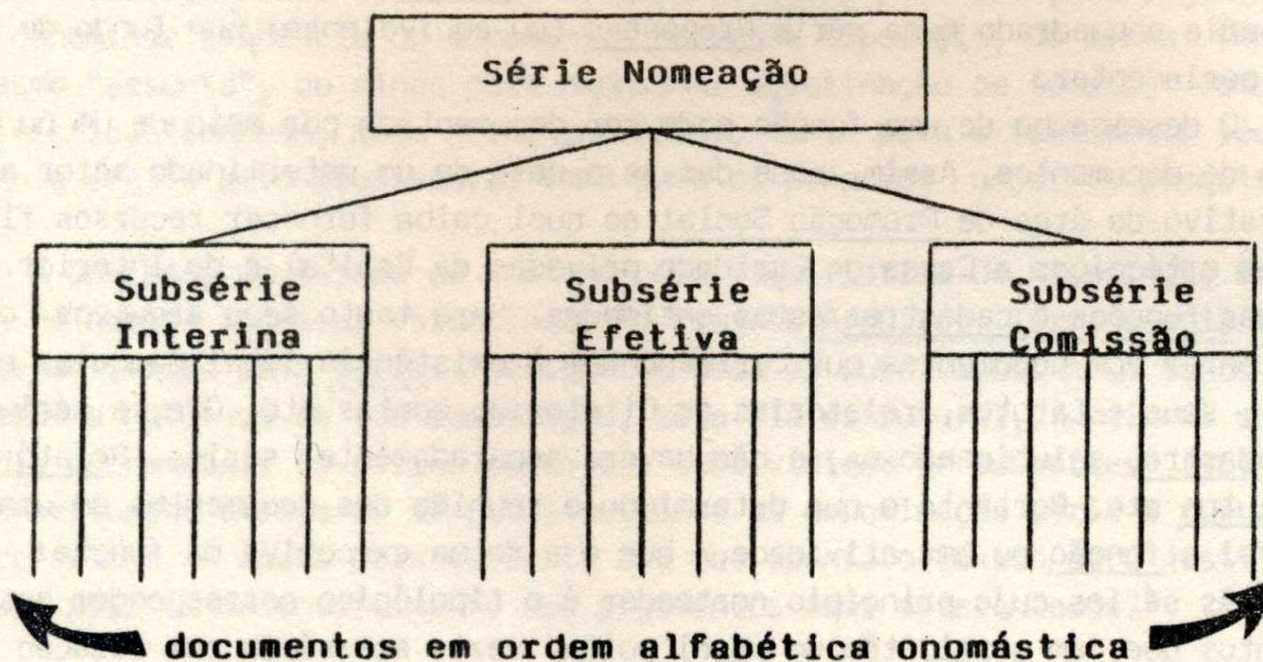 Série Nomeação
Subsérie
Interina
Subsérie
Efetiva
Subsérie
Comissão
documentos em ordem alfabética onomástica